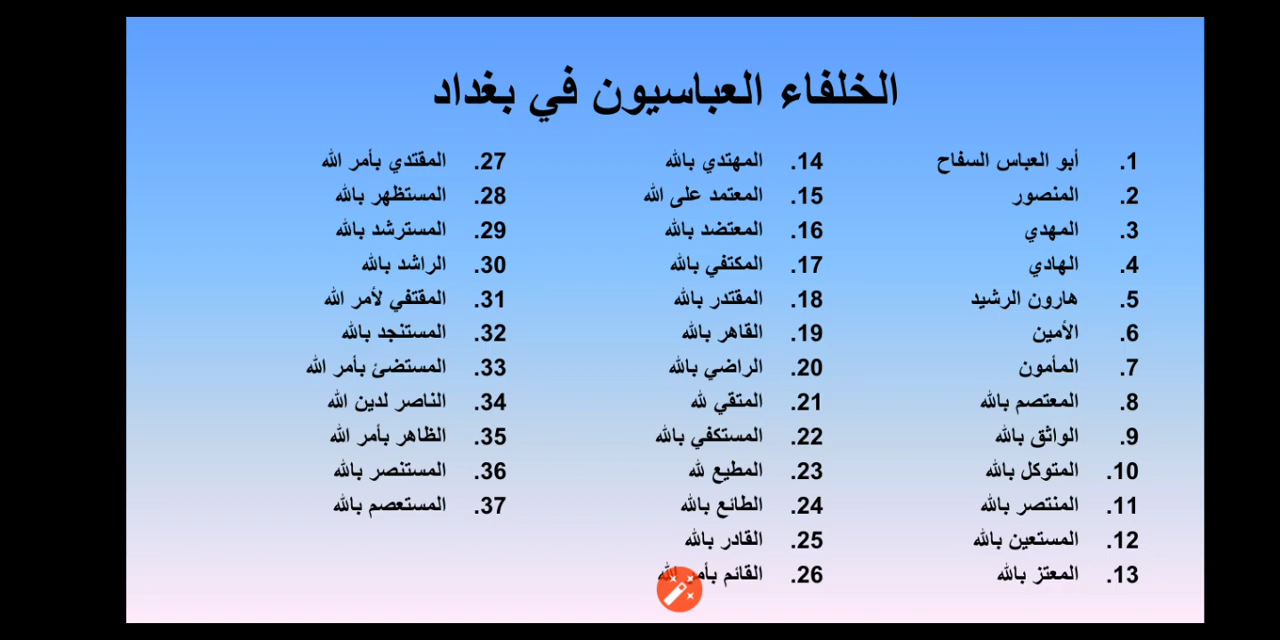 الخلفاء العباسيون في بغداد
1. أبو العباس السفاح
2. المنصور
3. المهدي
4. الهادي
5. هارون الرشيد
6. الأمين
7. المأمون
8. المعتصم بالله
9. الواثق بالله
10. المتوكل بالله
11. المنتصر بالله
12. المستعين بالله
13. المعتز بالله
14. المهتدي بالله
15. المعتمد على الله
16. المعتضد بالله
17. المكتفي بالله
18. المقتدر بالله
19. القاهر بالله
20. الراضي بالله
21. المتقي لله
22. المستكفي بالله
23. المطيع لله
24. الطائع بالله
25. القادر بالله
26. القائم بأمر الله
27. المقتدي بأمر الله
28. المستظهر بالله
29. المسترشد بالله
30. الراشد بالله
31. المقتفي لأمر الله
32. المستنجد بالله
33. المستضئ بأمر الله
34. الناصر لدين الله
35. الظاهر بأمر الله
36. المستنصر بالله
37. المستعصم بالله